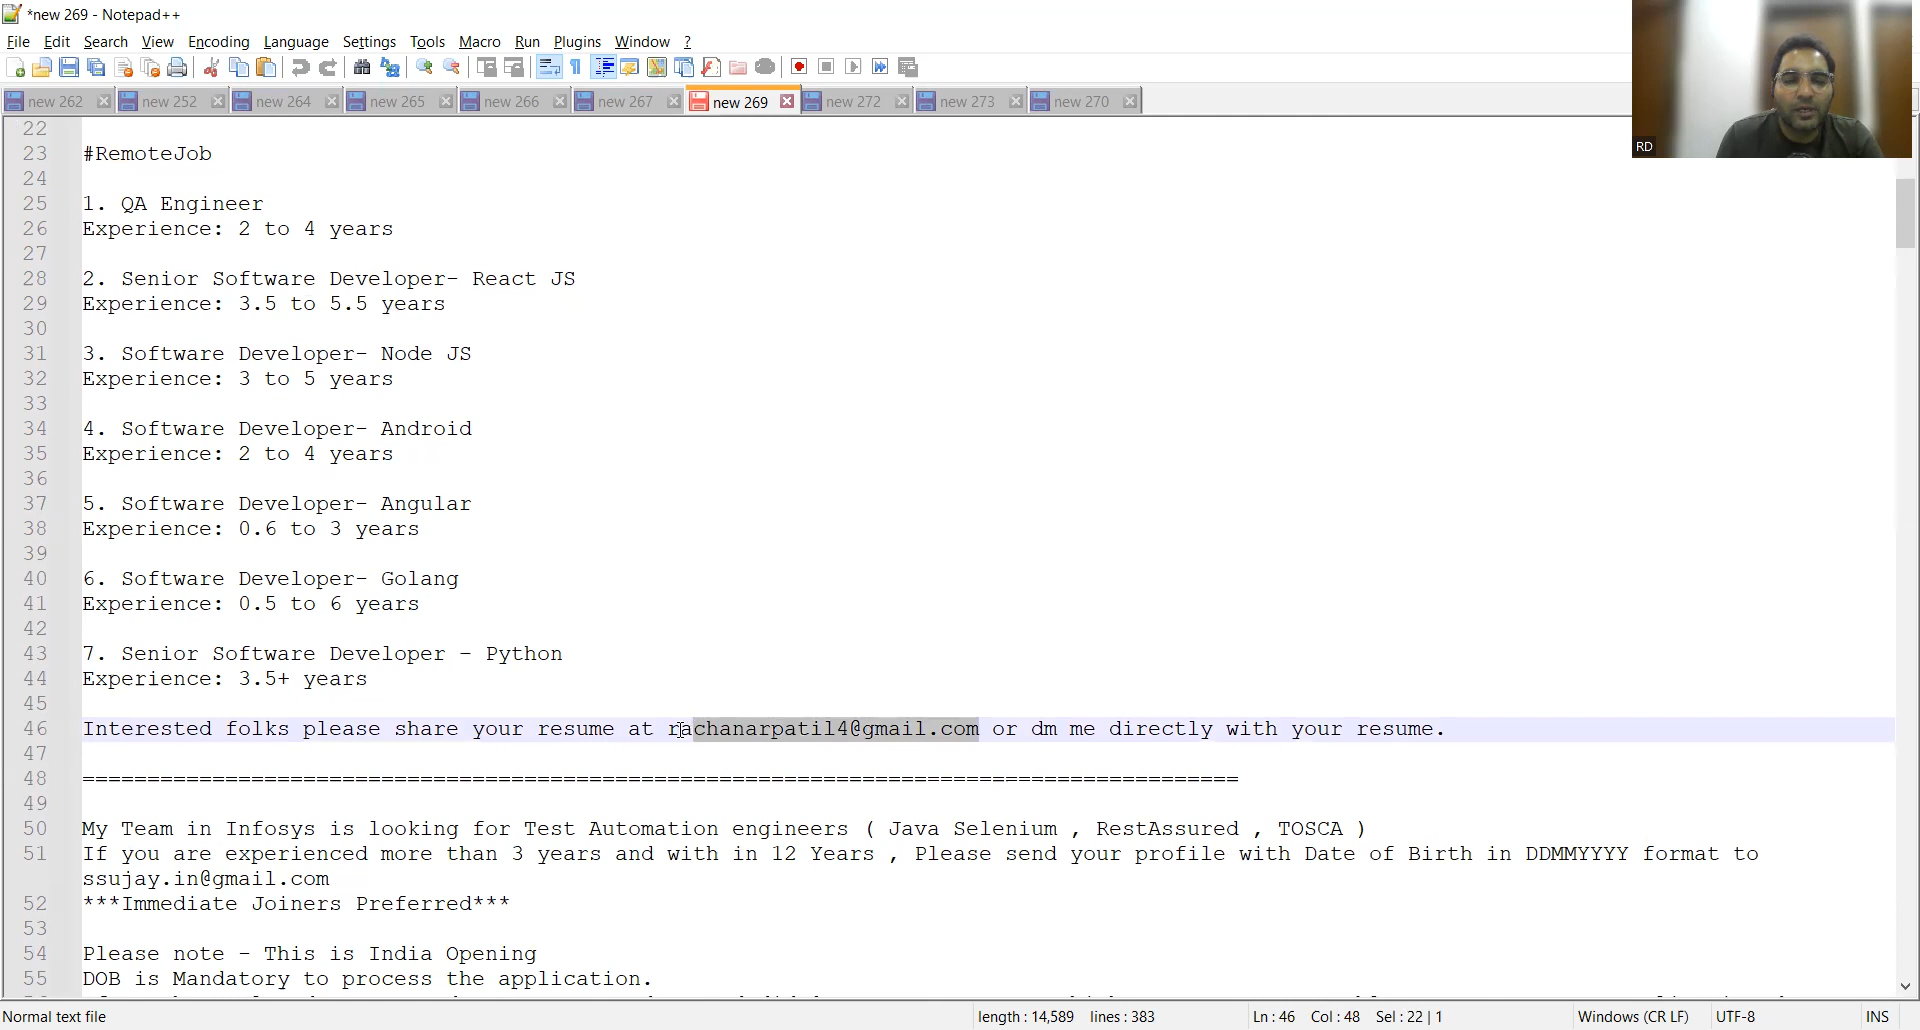 *new 269 - Notepad++
File Edit Search View Encoding Language Settings Tools Macro Run Plugins Window ?
new 262 new 252 new 264 new 265 new 266 new 267 new 269 new 272 new 273 new 270
RD
22
23 #RemoteJob
24
25 1. QA Engineer
26 Experience: 2 to 4 years
27
28 2. Senior Software Developer- React JS
29 Experience: 3.5 to 5.5 years
30
31 3. Software Developer- Node JS
32 Experience: 3 to 5 years
33
34 4. Software Developer- Android
35 Experience: 2 to 4 years
36
37 5. Software Developer- Angular
38 Experience: 0.6 to 3 years
39
40 6. Software Developer- Golang
41 Experience: 0.5 to 6 years
42
43 7. Senior Software Developer – Python
44 Experience: 3.5+ years
45
46 Interested folks please share your resume at rachanarpatil4@gmail.com or dm me directly with your resume.
47
48 =========================================================================================
49
50 My Team in Infosys is looking for Test Automation engineers ( Java Selenium , RestAssured , TOSCA )
51 If you are experienced more than 3 years and with in 12 Years , Please send your profile with Date of Birth in DDMMYYYY format to
ssujay.in@gmail.com
52 ***Immediate Joiners Preferred***
53
54 Please note - This is India Opening
55 DOB is Mandatory to process the application.
Normal text file length : 14,589 lines : 383 Ln : 46 Col : 48 Sel : 22 | 1 Windows (CR LF) UTF-8 INS